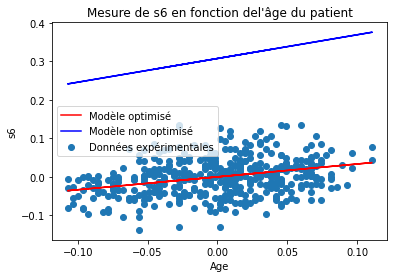 Mesure de s6 en fonction del'âge du patient
0.4
0.3
0.2
0.1
0.0
−0.1
s6
Modèle optimisé
Modèle non optimisé
Données expérimentales
−0.10
−0.05
0.00
0.05
0.10
Age